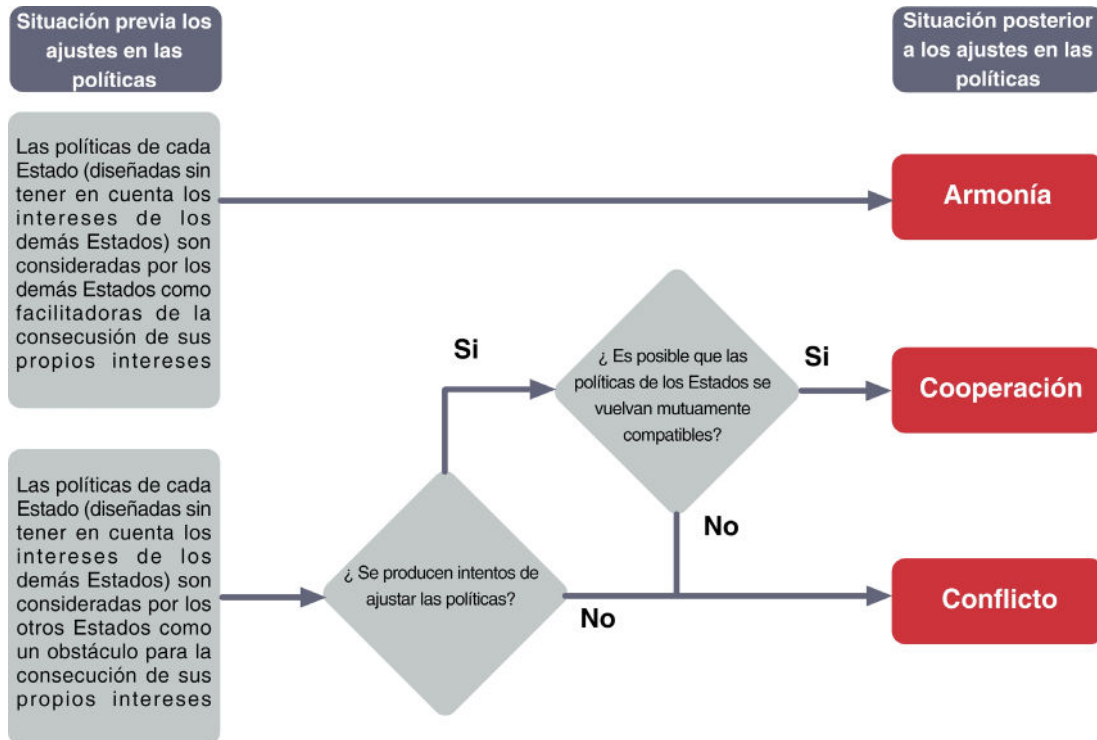 Situación previa los
ajustes en las
políticas
Situación posterior
a los ajustes en las
políticas
Las políticas de cada
Estado (diseñadas sin
tener en cuenta los
intereses de los
demás Estados) son
consideradas por los
demás Estados como
facilitadoras de la
consecusión de sus
propios intereses
Armonía
Si
¿ Es posible que las
políticas de los Estados se
vuelvan mutuamente
compatibles?
Si
Cooperación
Las políticas de cada
Estado (diseñadas sin
tener en cuenta los
intereses de los
demás Estados) son
consideradas por los
otros Estados como
un obstáculo para la
consecución de sus
propios intereses
¿ Se producen intentos de
ajustar las políticas?
No
No
Conflicto